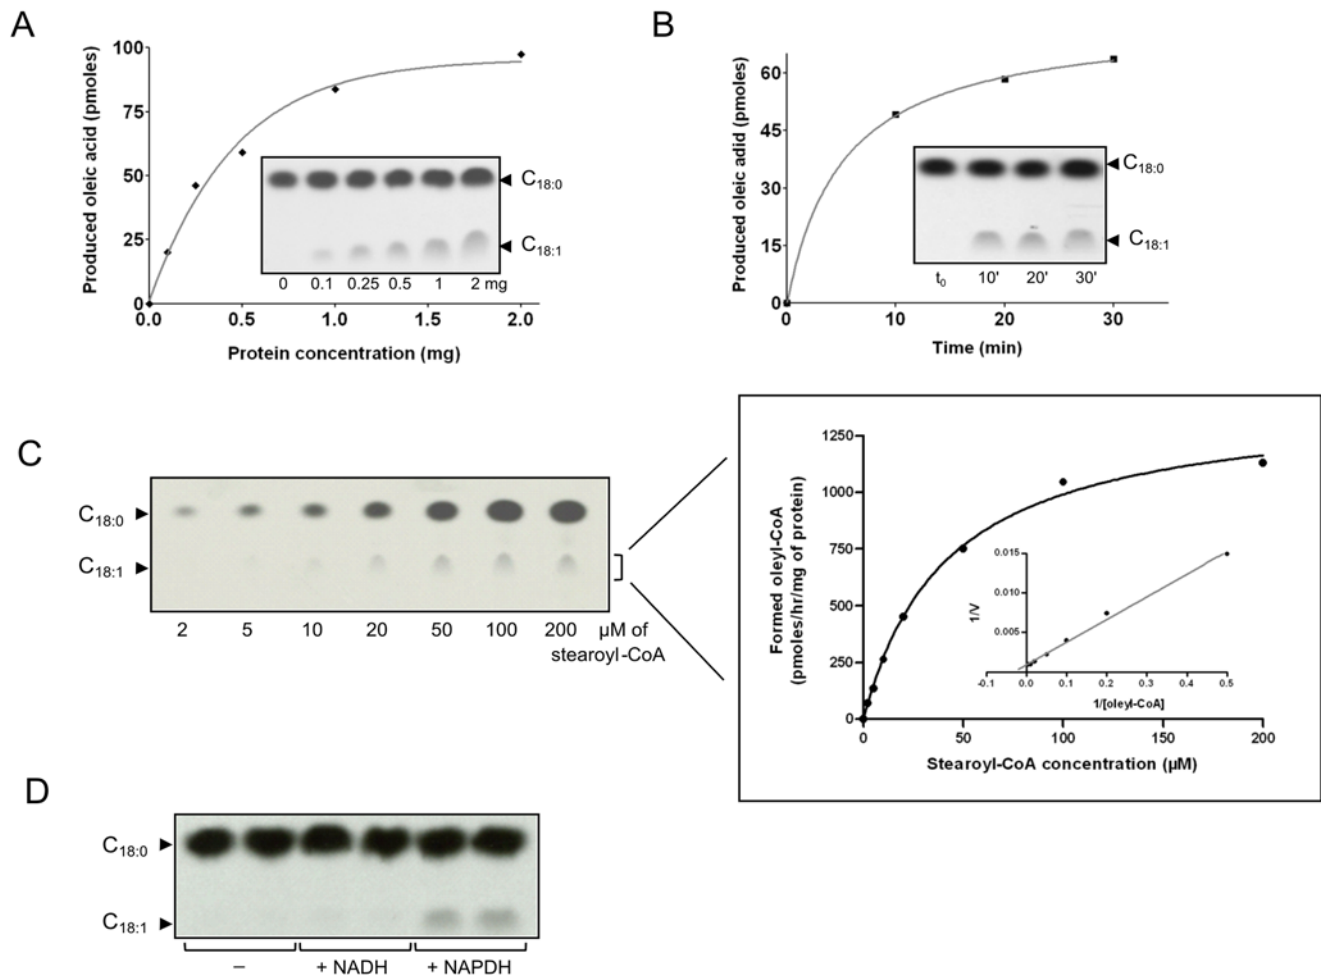 A
Produced oleic acid (pmoles)
100
75
50
25
0
0.0 0.5 1.0 1.5 2.0
Protein concentration (mg)
C18:0
C18:1
0 0.1 0.25 0.5 1 2 mg
B
Produced oleic adid (pmoles)
60
45
30
15
0
0 10 20 30
Time (min)
C18:0
C18:1
t0 10' 20' 30'
C
C18:0
C18:1
2 5 10 20 50 100 200 µM of
stearoyl-CoA
Formed oleyl-CoA
(pmoles/hr/mg of protein)
1250
1000
750
500
250
0
0 50 100 150 200
Stearoyl-CoA concentration (µM)
1/V
0.015
0.010
0.005
-0.1 0.0 0.1 0.2 0.3 0.4 0.5
1/[oleyl-CoA]
D
C18:0
C18:1
– + NADH + NAPDH